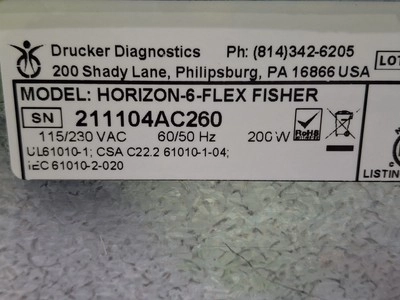 Drucker Diagnostics Ph: (814)342-6205
200 Shady Lane, Philipsburg, PA 16866 USA
LOT
MODEL: HORIZON-6-FLEX FISHER
SN 211104AC260
115/230 VAC 60/50 Hz 200W
RoHS
UL61010-1; CSA C22.2 61010-1-04;
IEC 61010-2-020
LISTIN